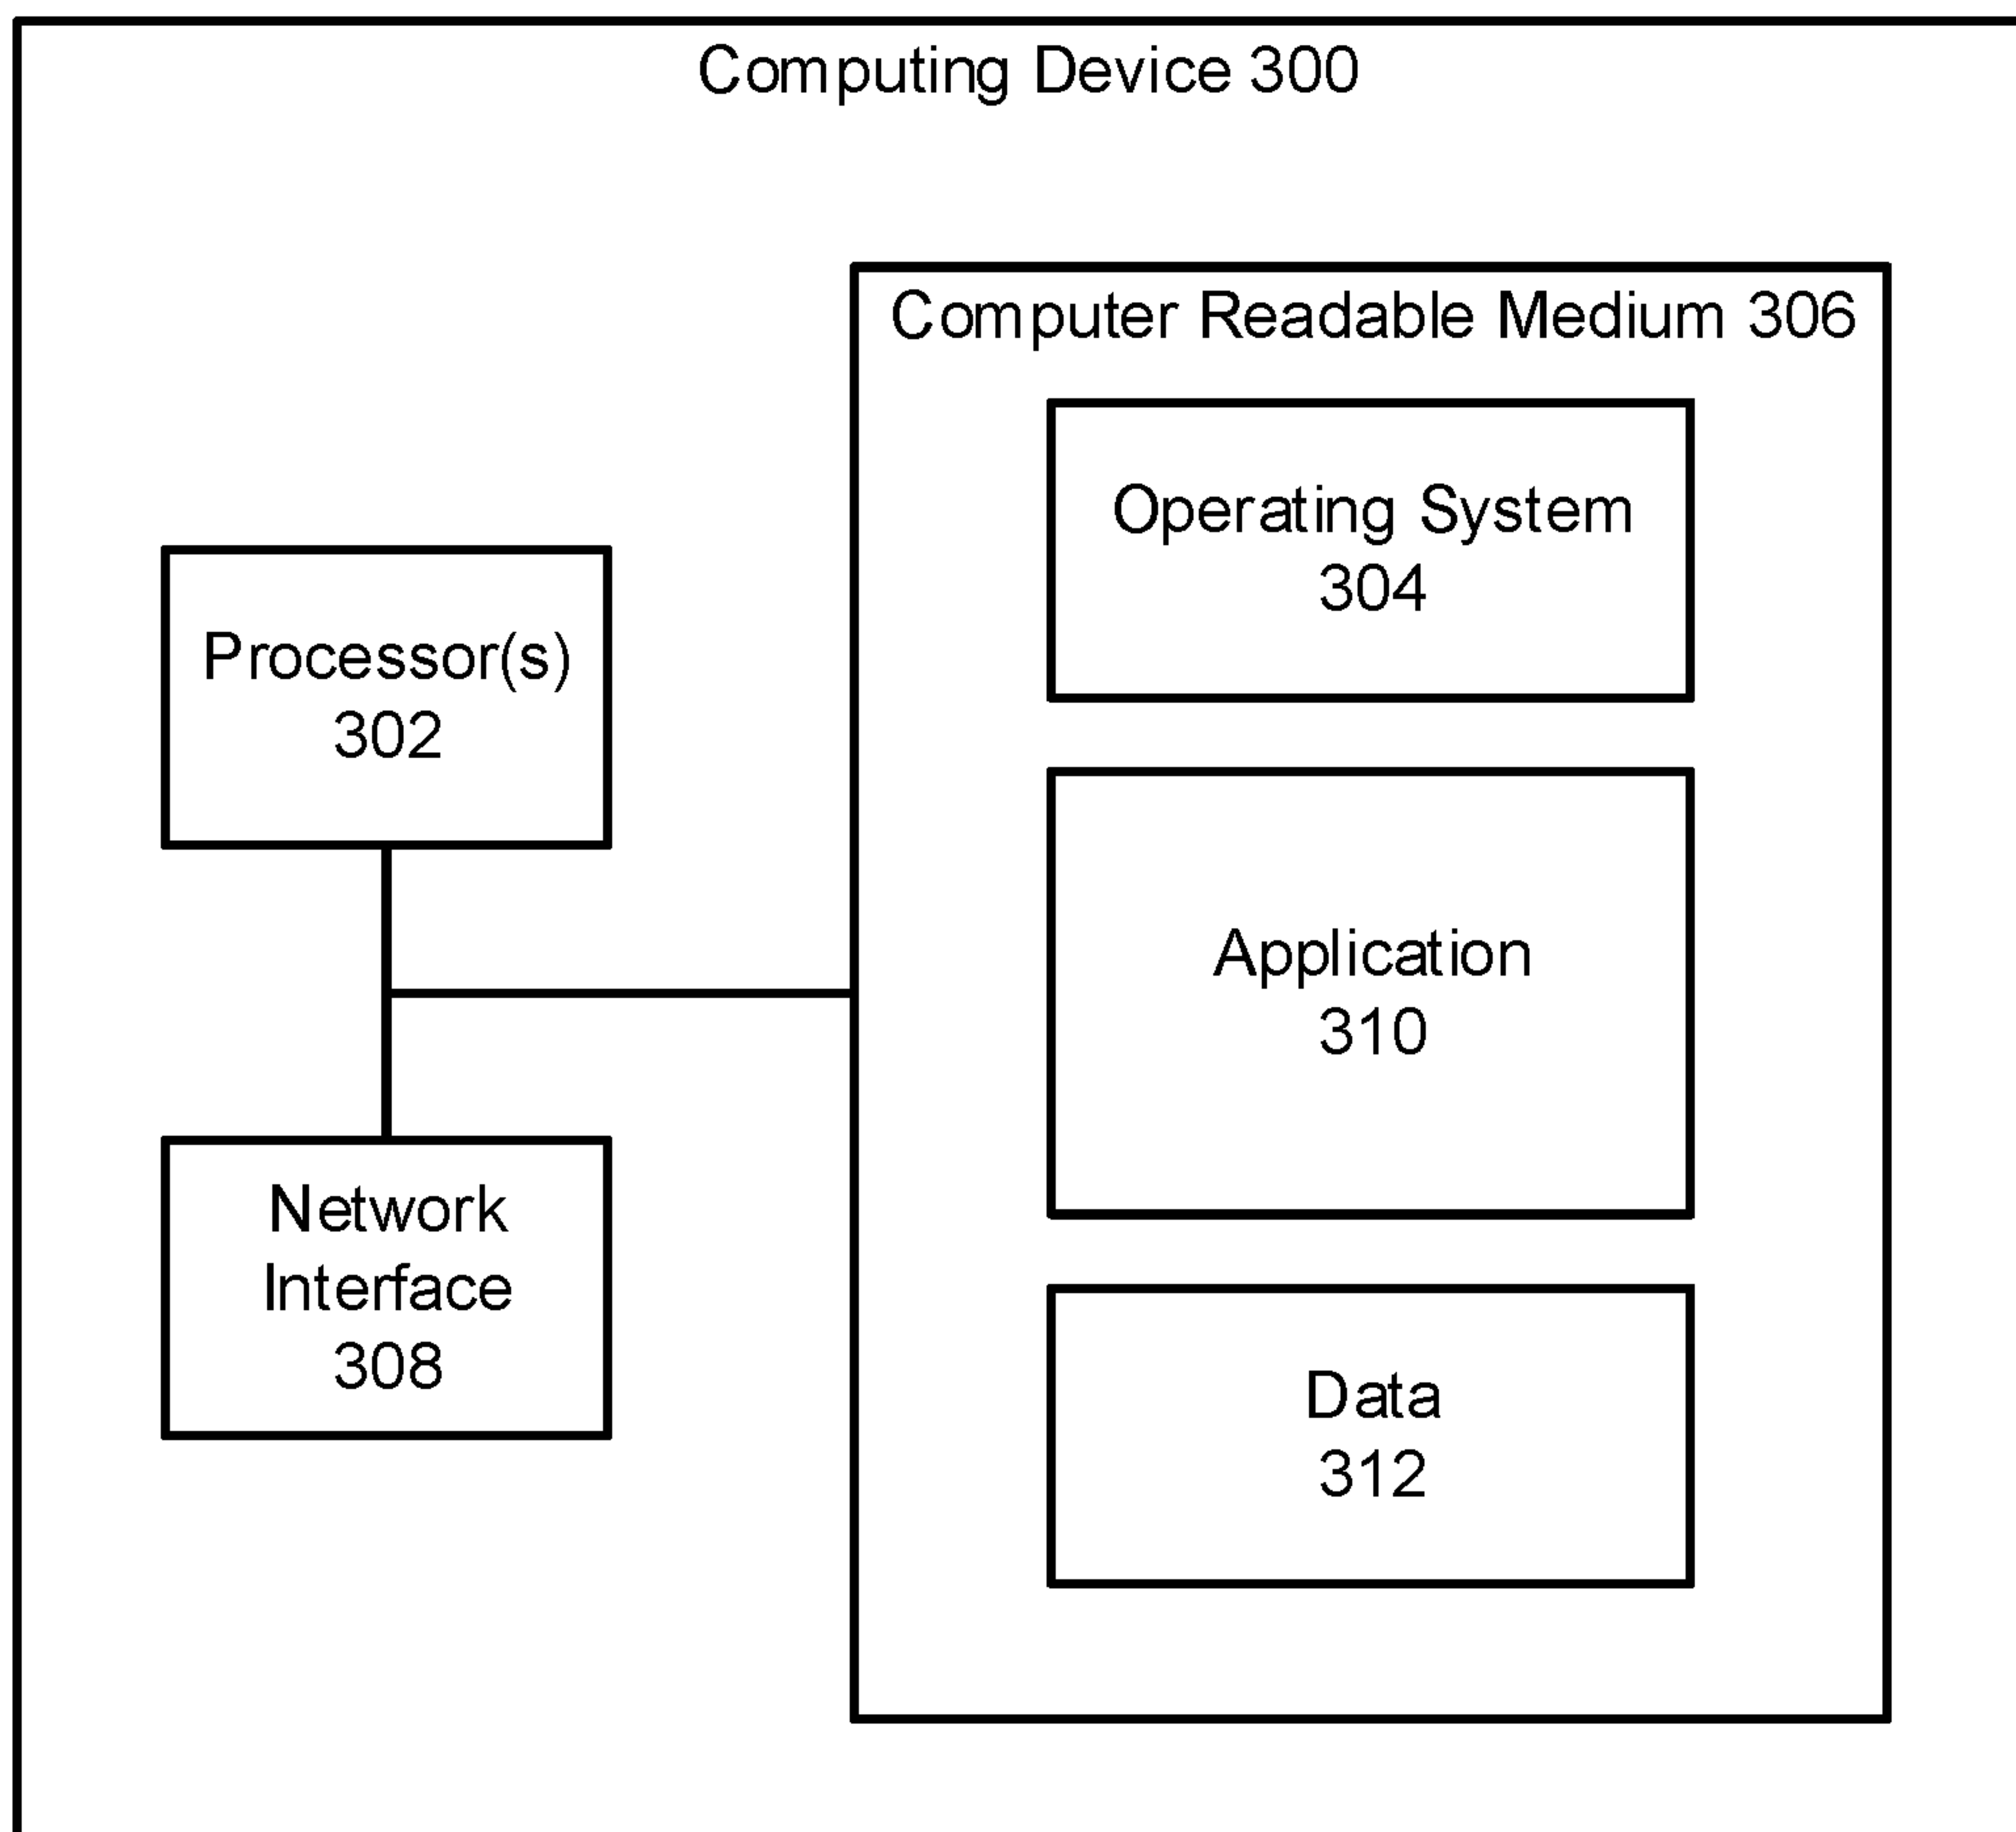 Computing Device 300
Computer Readable Medium 306
Operating System
304
Processor(s)
302
Application
310
Network
Interface
308
Data
312